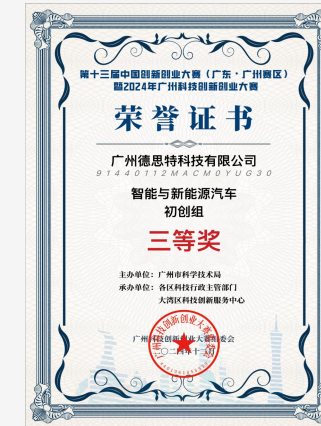 第十三届中国创新创业大赛（广东·广州赛区）
暨2024年广州科技创新创业大赛
荣誉证书
广州德思特科技有限公司
91440112MACM0YUG30
智能与新能源汽车
初创组
三等奖
主办单位：广州市科学技术局
承办单位：各区科技行政主管部门
大湾区科技创新服务中心
广州科技创新创业大赛组委会
二〇二四年十二月